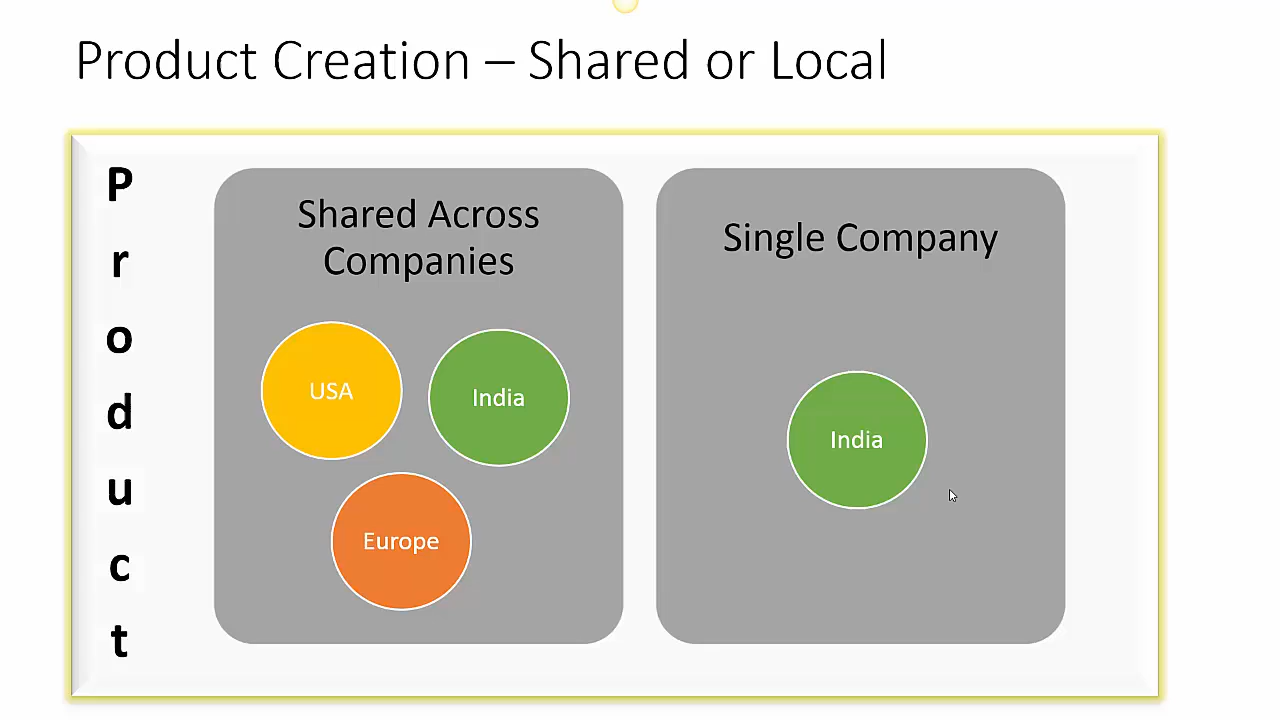 Product Creation – Shared or Local
P
r
o
d
u
c
t
Shared Across
Companies
USA
India
Europe
Single Company
India